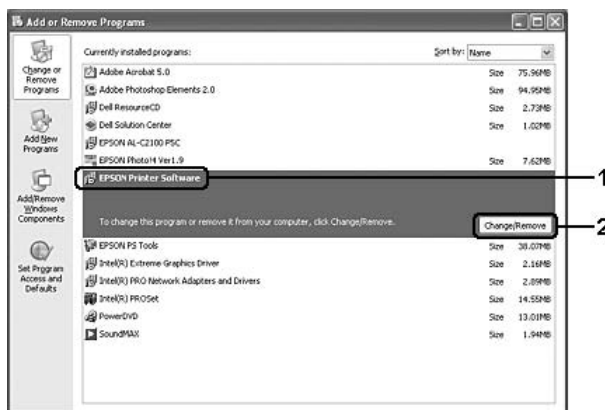 Add or Remove Programs
Change or
Remove
Programs
Add New
Programs
Add/Remove
Windows
Components
Set Program
Access and
Defaults
Currently installed programs: Sort by: Name
Adobe Acrobat 5.0 Size 75.96MB
Adobe Photoshop Elements 2.0 Size 94.95MB
Dell ResourceCD Size 2.73MB
Dell Solution Center Size 1.02MB
EPSON AL-C2100 PSC
EPSON PhotoM Ver1.9 Size 7.62MB
EPSON Printer Software 1
To change this program or remove it from your computer, click Change/Remove. Change/Remove 2
EPSON PS Tools Size 38.07MB
Intel(R) Extreme Graphics Driver Size 2.16MB
Intel(R) PRO Network Adapters and Drivers Size 2.89MB
Intel(R) PROSet Size 14.55MB
PowerDVD Size 13.01MB
SoundMAX Size 1.94MB